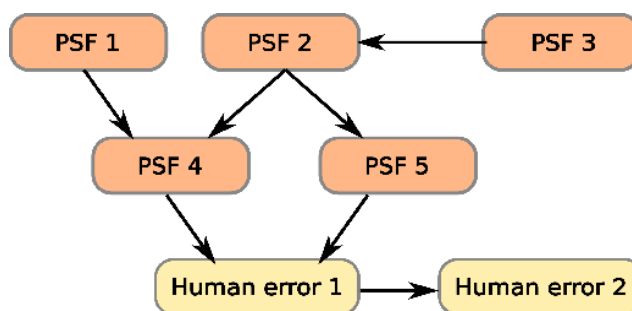 PSF 1
PSF 2
PSF 3
PSF 4
PSF 5
Human error 1
Human error 2